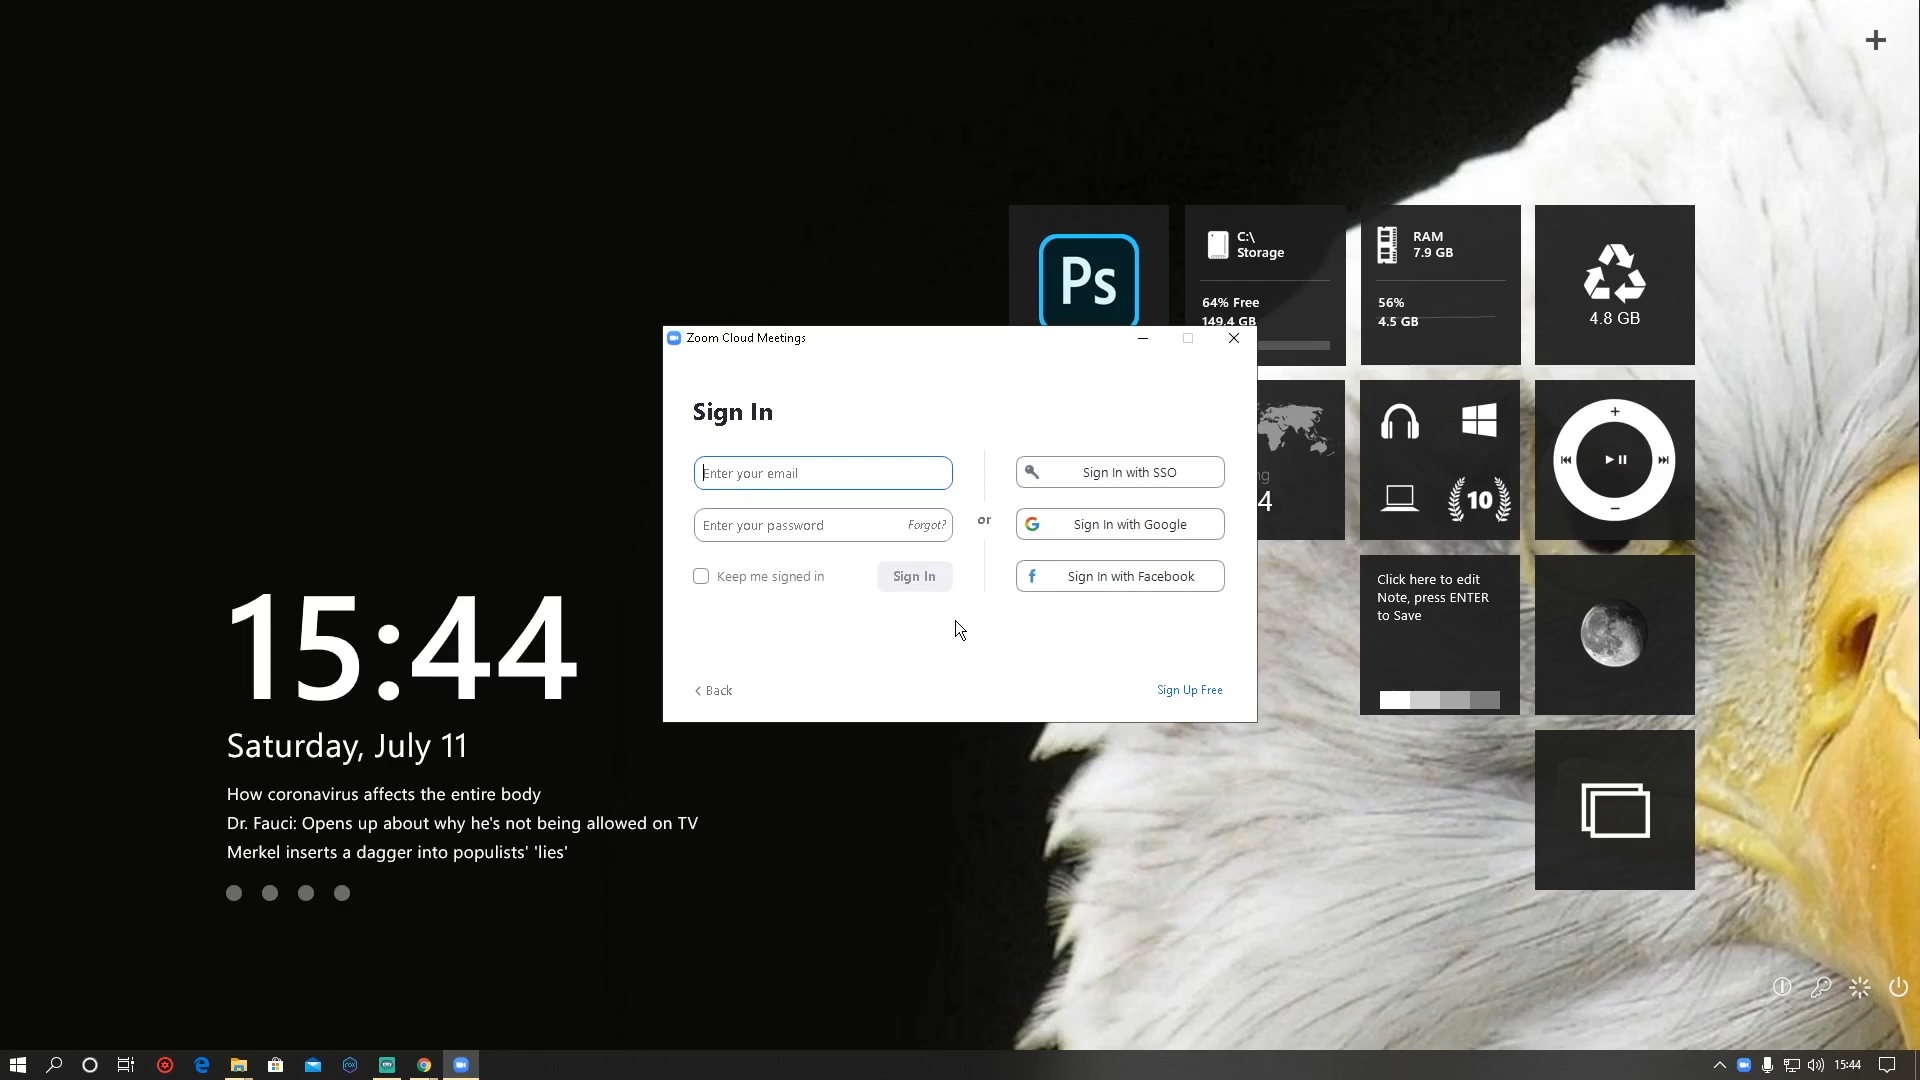 Ps
C:\
Storage
64% Free
149.4 GB
RAM
7.9 GB
56%
4.5 GB
4.8 GB
Zoom Cloud Meetings
Sign In
Enter your email
Enter your password
Forgot?
Keep me signed in
Sign In
or
Sign In with SSO
Sign In with Google
Sign In with Facebook
< Back
Sign Up Free
4
10
Click here to edit
Note, press ENTER
to Save
15:44
Saturday, July 11
How coronavirus affects the entire body
Dr. Fauci: Opens up about why he's not being allowed on TV
Merkel inserts a dagger into populists' 'lies'
15:44